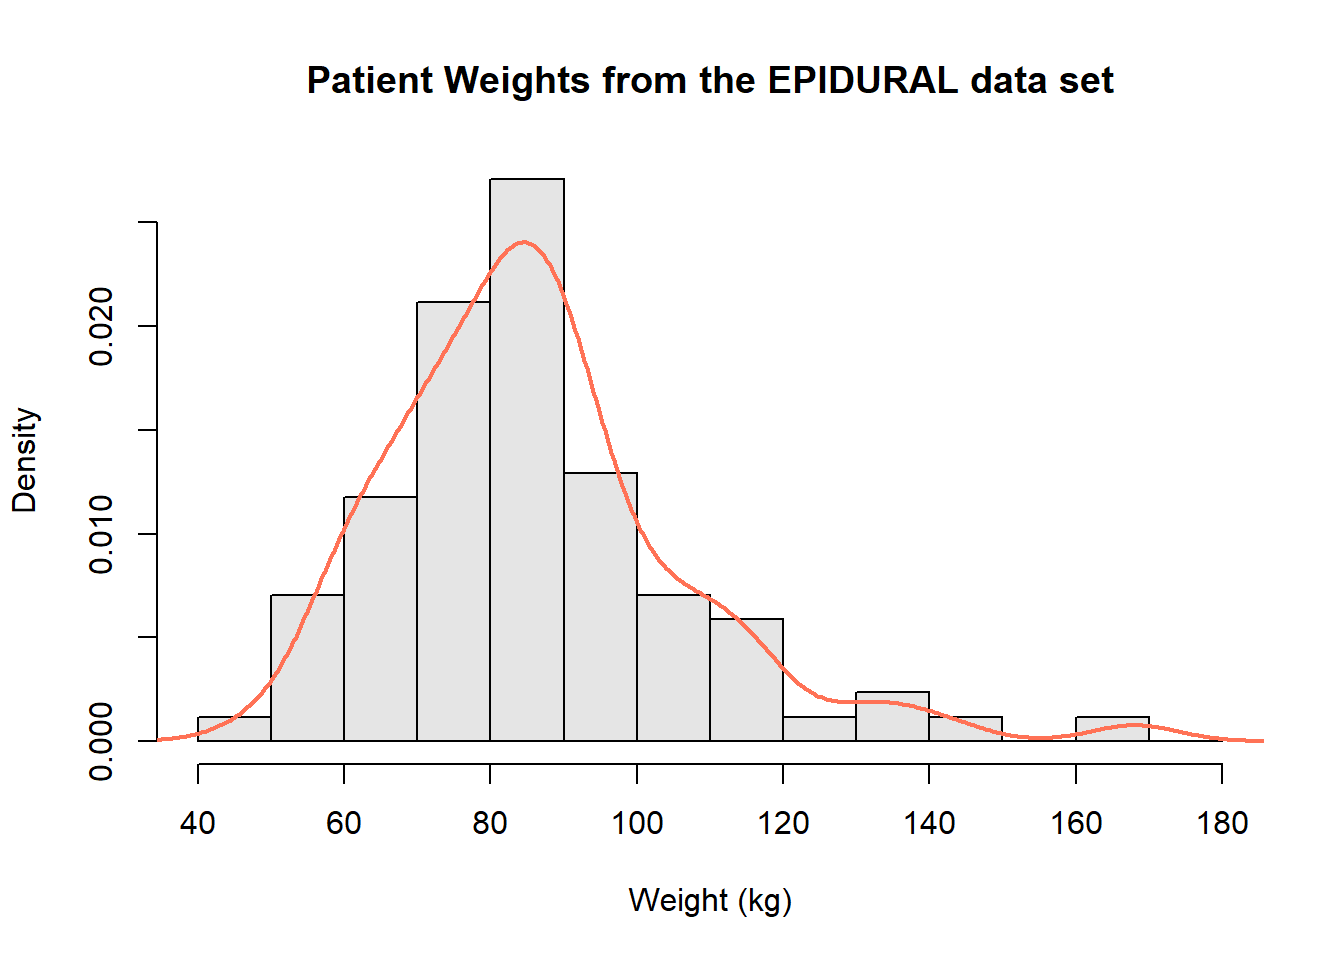 Patient Weights from the EPIDURAL data set
Density
0.020
0.010
0.000
40 60 80 100 120 140 160 180
Weight (kg)